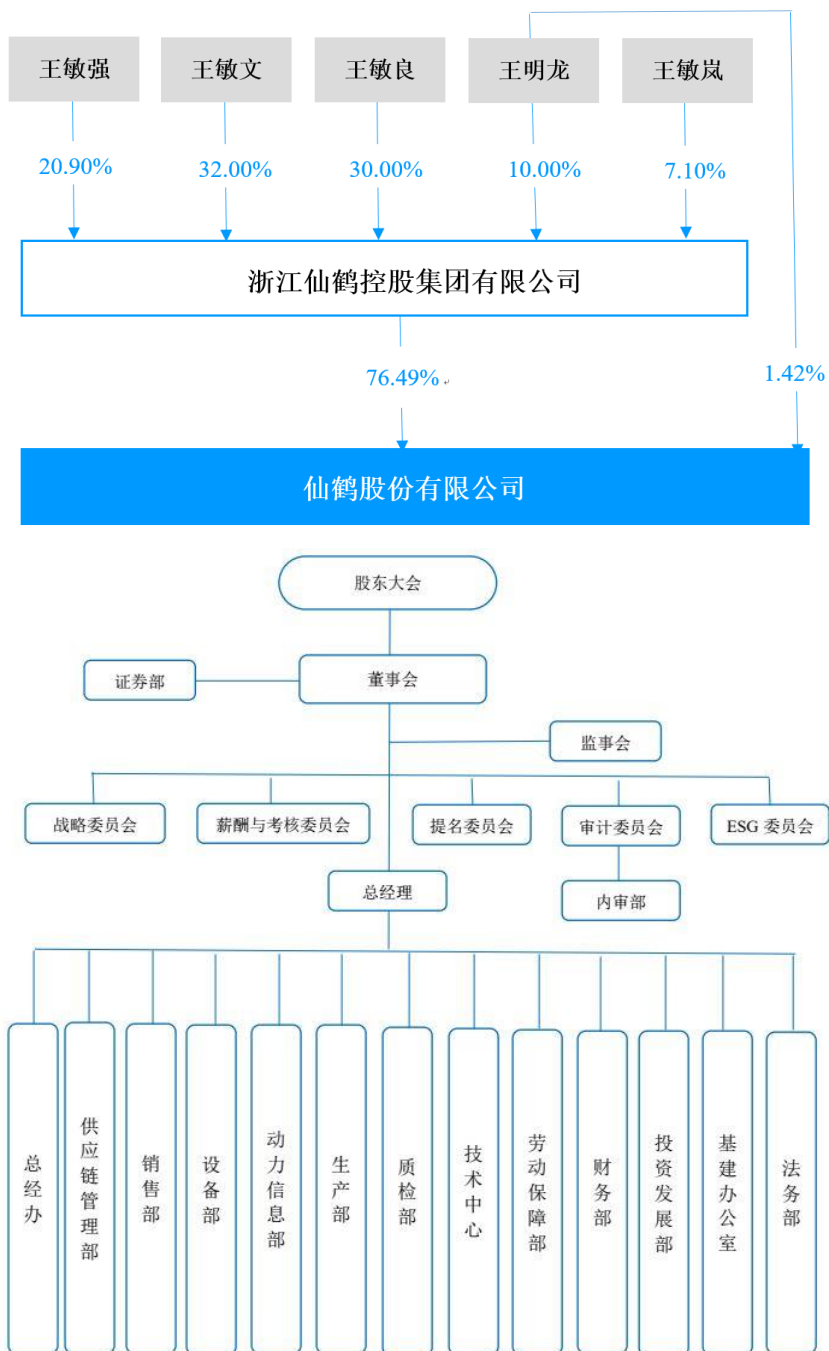 王敏强 王敏文 王敏良 王明龙 王敏岚
20.90% 32.00% 30.00% 10.00% 7.10%
浙江仙鹤控股集团有限公司
76.49% 1.42%
仙鹤股份有限公司
股东大会
证券部 董事会
监事会
战略委员会 薪酬与考核委员会 提名委员会 审计委员会 ESG 委员会
总经理 内审部
总经办
供应链管理部
销售部
设备部
动力信息部
生产部
质检部
技术中心
劳动保障部
财务部
投资发展部
基建办公室
法务部